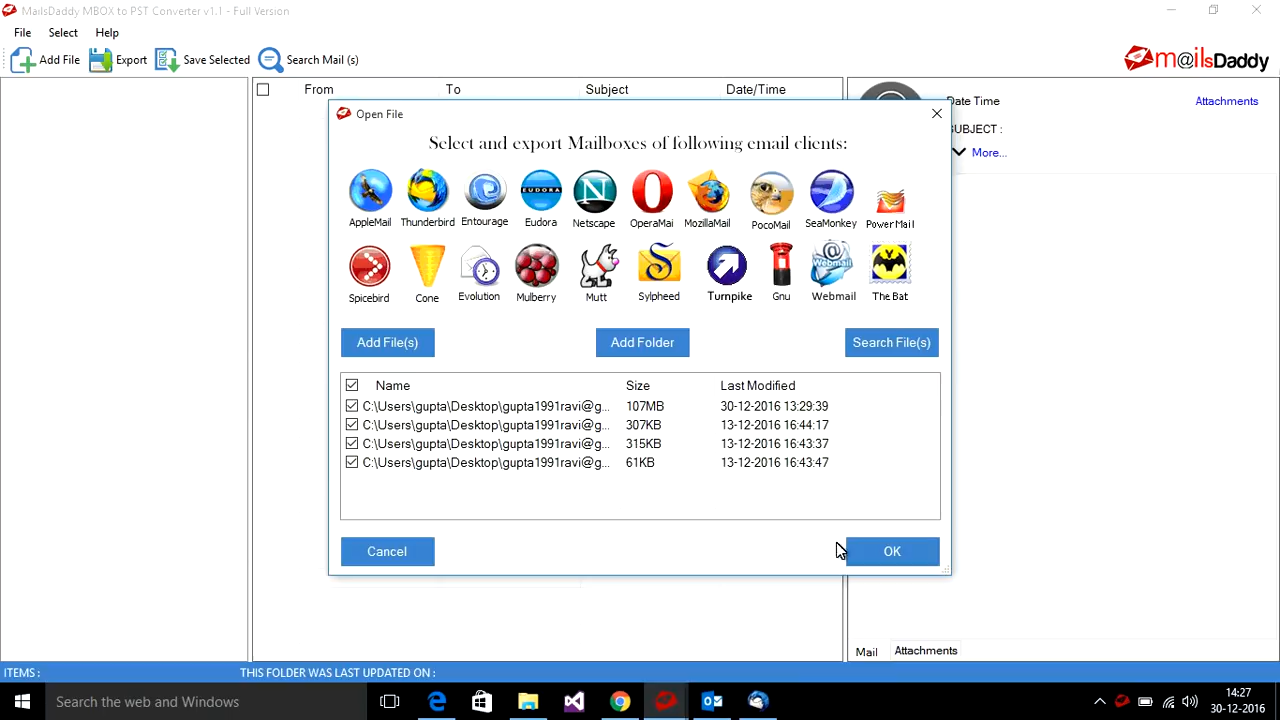 MailsDaddy MBOX to PST Converter v1.1 - Full Version
File Select Help
Add File Export Save Selected Search Mail (s)
m@ilsDaddy
From To Subject Date/Time
Date Time Attachments
SUBJECT :
More...
Open File
Select and export Mailboxes of following email clients:
AppleMail Thunderbird Entourage Eudora Netscape OperaMai MozillaMail PocoMail SeaMonkey PowerMail
Spicebird Cone Evolution Mulberry Mutt Sylpheed Turnpike Gnu Webmail The Bat
Add File(s) Add Folder Search File(s)
Name Size Last Modified
C:\Users\gupta\Desktop\gupta1991ravi@g... 107MB 30-12-2016 13:29:39
C:\Users\gupta\Desktop\gupta1991ravi@g... 307KB 13-12-2016 16:44:17
C:\Users\gupta\Desktop\gupta1991ravi@g... 315KB 13-12-2016 16:43:37
C:\Users\gupta\Desktop\gupta1991ravi@g... 61KB 13-12-2016 16:43:47
Cancel OK
Mail Attachments
ITEMS : THIS FOLDER WAS LAST UPDATED ON :
Search the web and Windows
14:27
30-12-2016